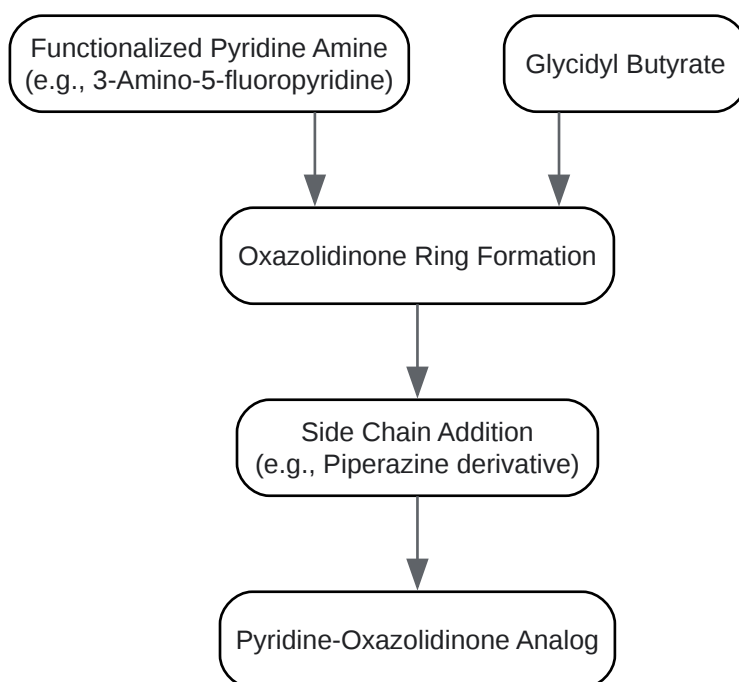 Functionalized Pyridine Amine
(e.g., 3-Amino-5-fluoropyridine)
Glycidyl Butyrate
Oxazolidinone Ring Formation
Side Chain Addition
(e.g., Piperazine derivative)
Pyridine-Oxazolidinone Analog